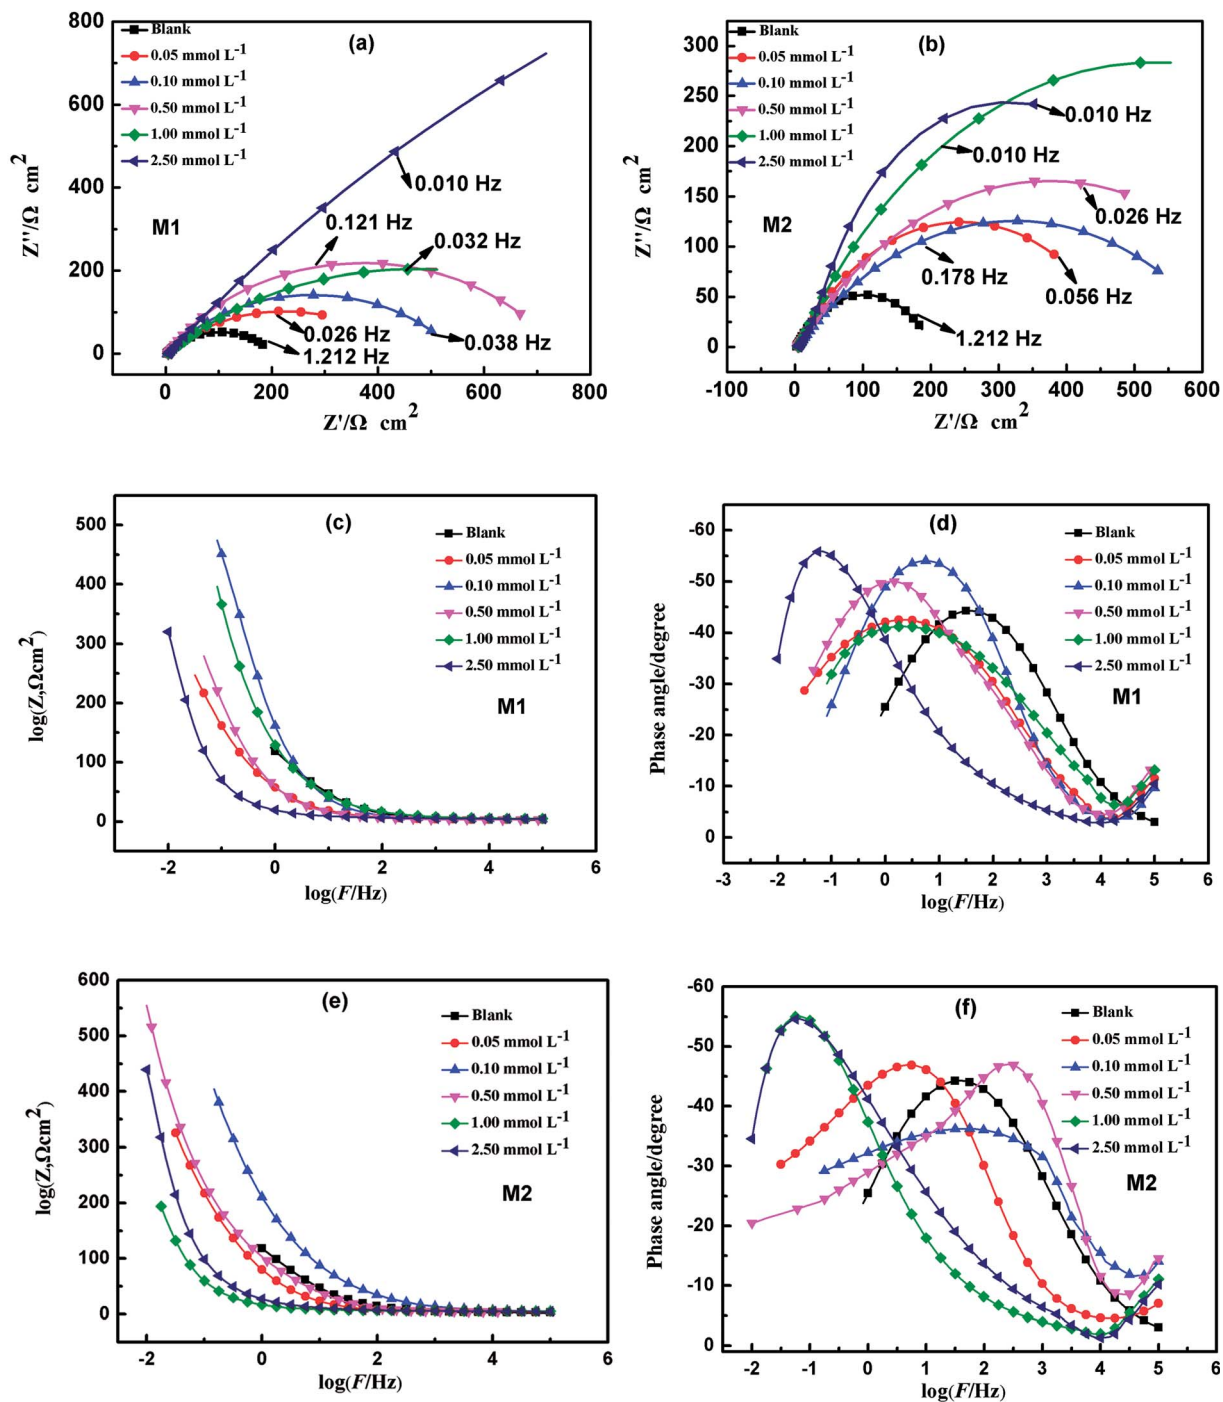 (a)
Blank
0.05 mmol L-1
0.10 mmol L-1
0.50 mmol L-1
1.00 mmol L-1
2.50 mmol L-1
M1
0.010 Hz
0.121 Hz
0.032 Hz
0.026 Hz
0.038 Hz
1.212 Hz
800
600
400
200
0
Z''/Ω cm2
0 200 400 600 800
Z'/Ω cm2
(b)
Blank
0.05 mmol L-1
0.10 mmol L-1
0.50 mmol L-1
1.00 mmol L-1
2.50 mmol L-1
M2
0.010 Hz
0.010 Hz
0.026 Hz
0.178 Hz
0.056 Hz
1.212 Hz
300
250
200
150
100
50
0
Z''/Ω cm2
-100 0 100 200 300 400 500 600
Z'/Ω cm2
(c)
Blank
0.05 mmol L-1
0.10 mmol L-1
0.50 mmol L-1
1.00 mmol L-1
2.50 mmol L-1
M1
500
400
300
200
100
0
log(Z,Ωcm2)
-2 0 2 4 6
log(F/Hz)
(d)
Blank
0.05 mmol L-1
0.10 mmol L-1
0.50 mmol L-1
1.00 mmol L-1
2.50 mmol L-1
M1
-60
-50
-40
-30
-20
-10
0
Phase angle/degree
-3 -2 -1 0 1 2 3 4 5 6
log(F/Hz)
(e)
Blank
0.05 mmol L-1
0.10 mmol L-1
0.50 mmol L-1
1.00 mmol L-1
2.50 mmol L-1
M2
600
500
400
300
200
100
0
log(Z,Ωcm2)
-2 0 2 4 6
log(F/Hz)
(f)
Blank
0.05 mmol L-1
0.10 mmol L-1
0.50 mmol L-1
1.00 mmol L-1
2.50 mmol L-1
M2
-60
-50
-40
-30
-20
-10
0
Phase angle/degree
-2 -1 0 1 2 3 4 5 6
log(F/Hz)